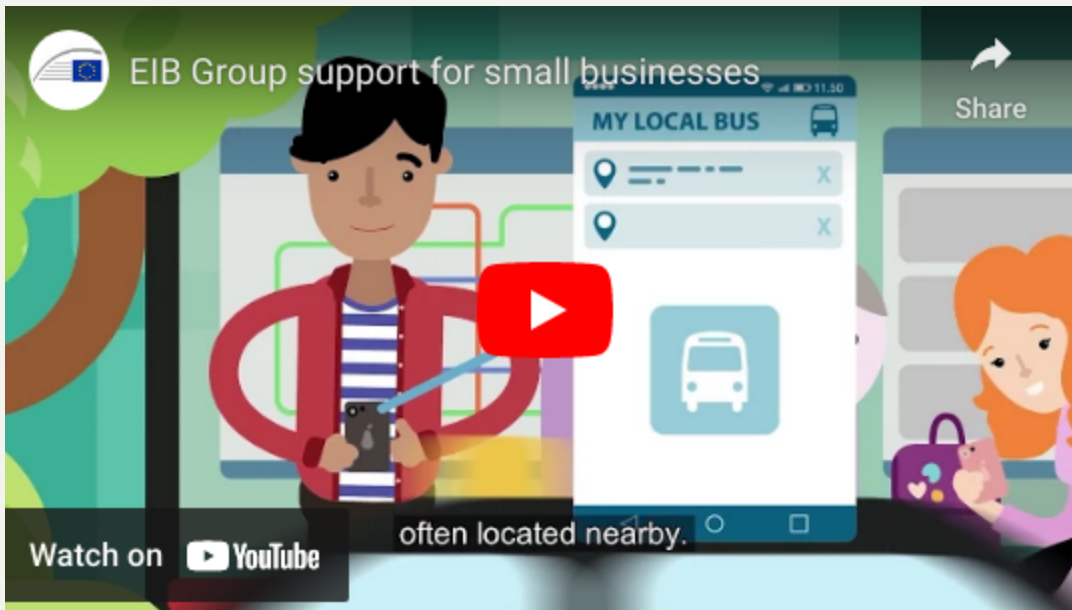 EIB Group support for small businesses
Share
11.50
MY LOCAL BUS
X
X
often located nearby.
Watch on YouTube